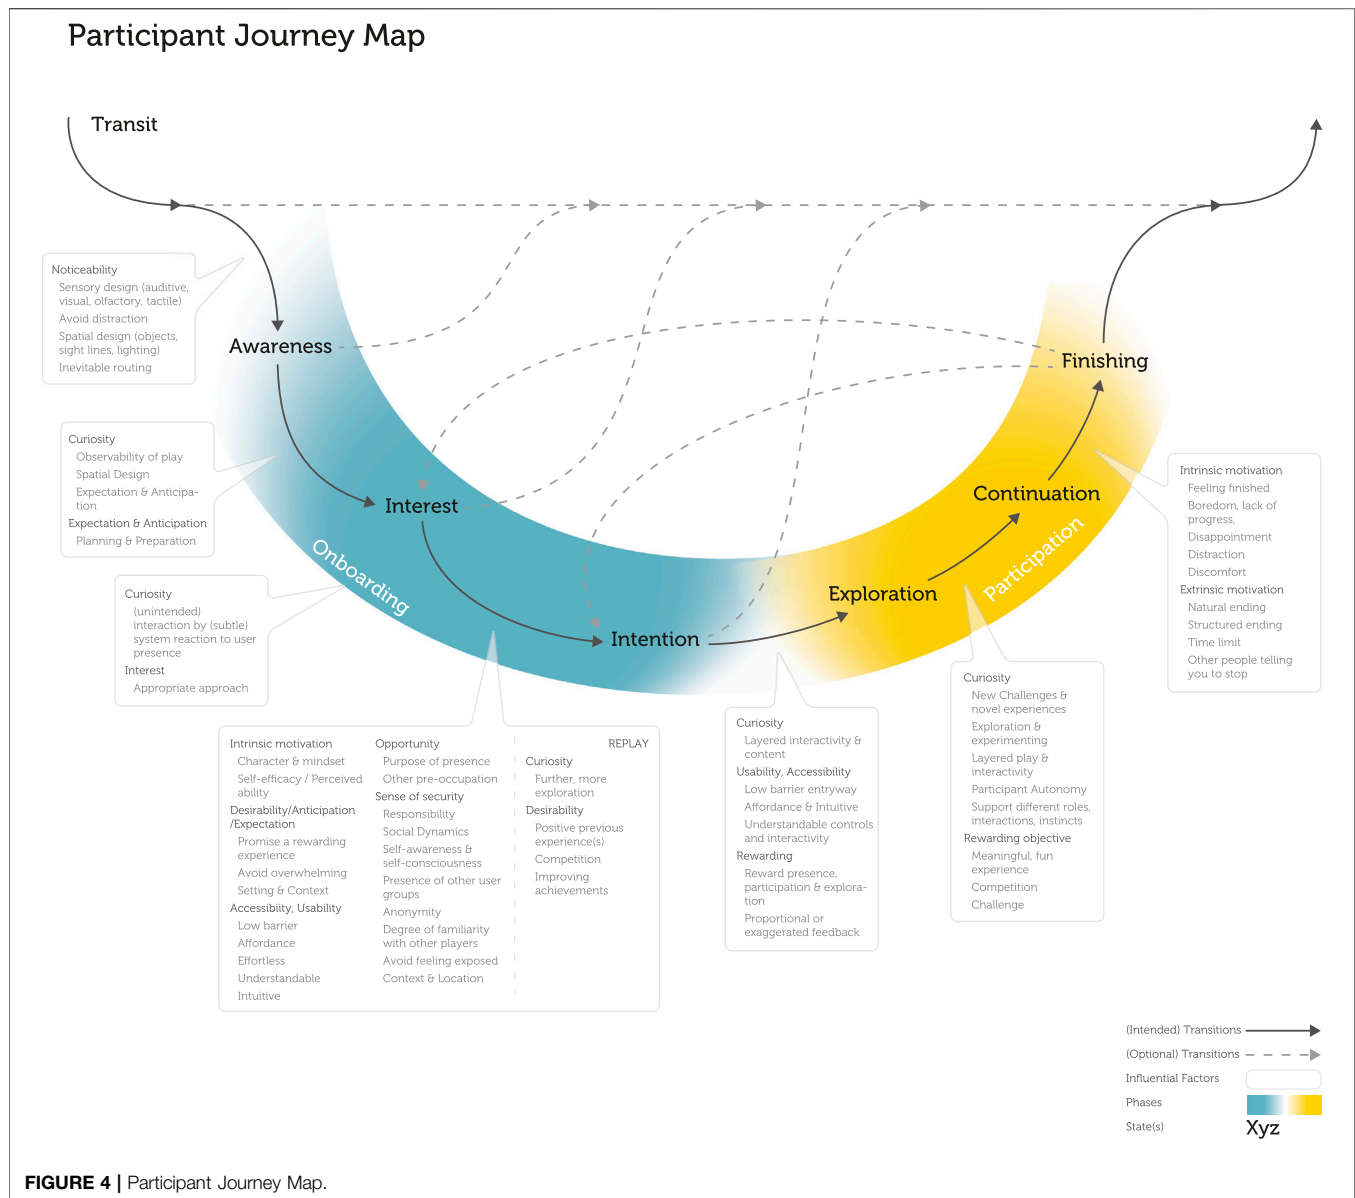 Participant Journey Map
Transit
Noticeability
Sensory design (auditive,
visual, olfactory, tactile)
Avoid distraction
Spatial design (objects,
sight lines, lighting)
Inevitable routing
Awareness
Finishing
Curiosity
Observability of play
Spatial Design
Expectation & Anticipa-
tion
Expectation & Anticipation
Planning & Preparation
Interest
Continuation
Onboarding
Participation
Intrinsic motivation
Feeling finished
Boredom, lack of
progress,
Disappointment
Distraction
Discomfort
Extrinsic motivation
Natural ending
Structured ending
Time limit
Other people telling
you to stop
Curiosity
(unintended)
interaction by (subtle)
system reaction to user
presence
Interest
Appropriate approach
Exploration
Intention
Intrinsic motivation
Character & mindset
Self-efficacy / Perceived
ability
Desirability/Anticipation
/Expectation
Promise a rewarding
experience
Avoid overwhelming
Setting & Context
Accessibiity, Usability
Low barrier
Affordance
Effortless
Understandable
Intuitive
Opportunity
Purpose of presence
Other pre-occupation
Sense of security
Responsibility
Social Dynamics
Self-awareness &
self-consciousness
Presence of other user
groups
Anonymity
Degree of familiarity
with other players
Avoid feeling exposed
Context & Location
REPLAY
Curiosity
Further, more
exploration
Desirability
Positive previous
experience(s)
Competition
Improving
achievements
Curiosity
Layered interactivity &
content
Usability, Accessibility
Low barrier entryway
Affordance & Intuitive
Understandable controls
and interactivity
Rewarding
Reward presence,
participation & explora-
tion
Proportional or
exaggerated feedback
Curiosity
New Challenges &
novel experiences
Exploration &
experimenting
Layered play &
interactivity
Participant Autonomy
Support different roles,
interactions, instincts
Rewarding objective
Meaningful, fun
experience
Competition
Challenge
(Intended) Transitions
(Optional) Transitions
Influential Factors
Phases
State(s) Xyz
FIGURE 4 | Participant Journey Map.